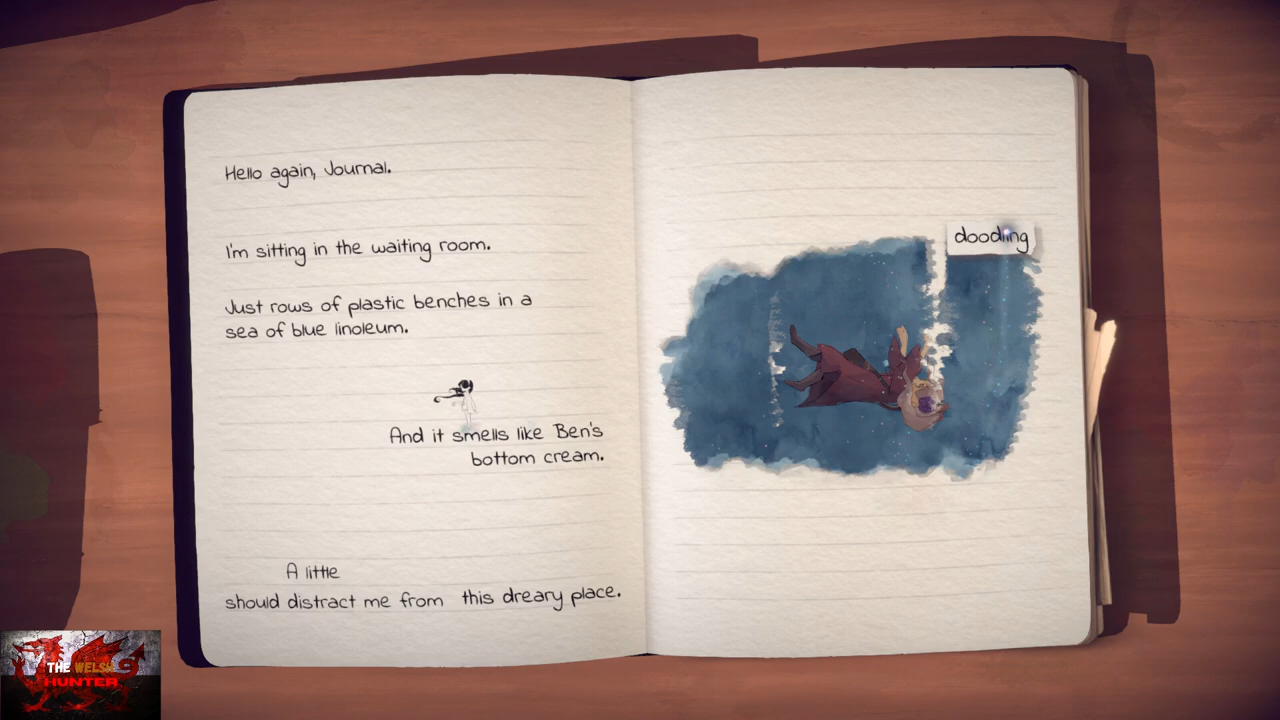 Hello again, Journal.
I'm sitting in the waiting room.
Just rows of plastic benches in a
sea of blue linoleum.
And it smells like Ben's
bottom cream.
A little
should distract me from this dreary place.
doodling
THE WELSH
HUNTER